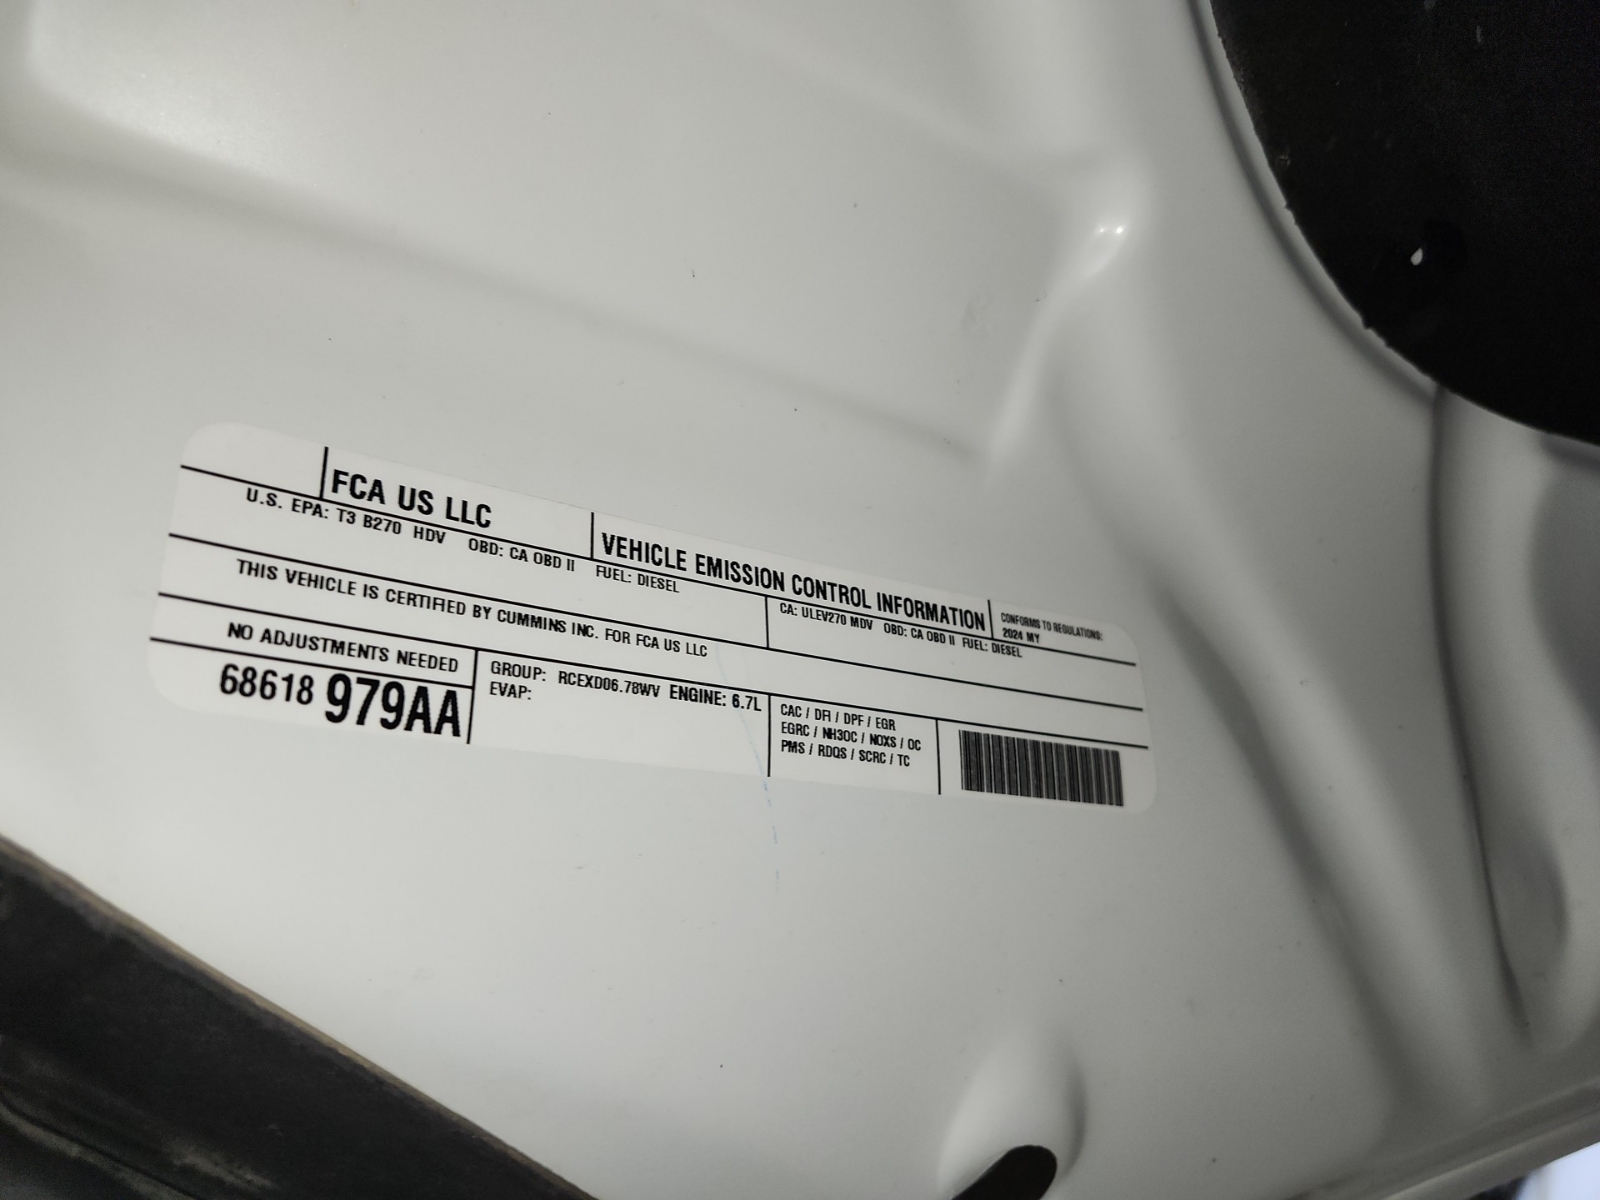 FCA US LLC
VEHICLE EMISSION CONTROL INFORMATION
CONFORMS TO REGULATIONS:
2024 MY
U.S. EPA: T3 B270 HDV OBD: CA OBD II FUEL: DIESEL
CA: ULEV270 MDV OBD: CA OBD II FUEL: DIESEL
THIS VEHICLE IS CERTIFIED BY CUMMINS INC. FOR FCA US LLC
NO ADJUSTMENTS NEEDED
68618 979AA
GROUP: RCEXD06.78WV ENGINE: 6.7L
EVAP:
CAC / DFI / DPF / EGR
EGRC / NH3OC / NOXS / OC
PMS / RDQS / SCRC / TC